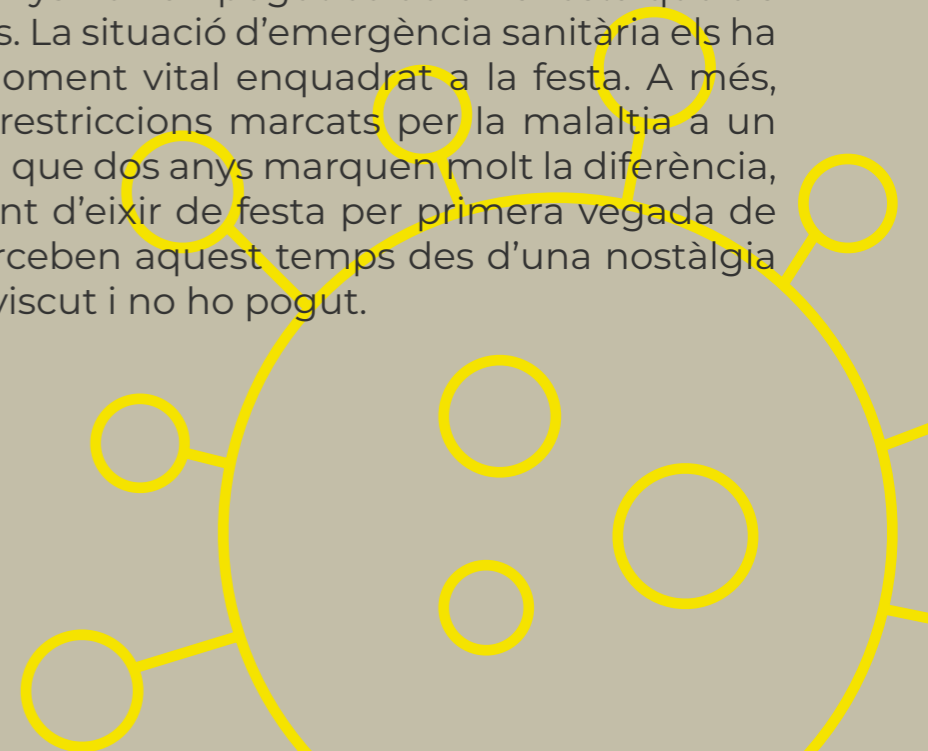 s. La situació d’emergència sanitària els ha
oment vital enquadrat a la festa. A més,
restriccions marcats per la malaltia a un
que dos anys marquen molt la diferència,
nt d’eixir de festa per primera vegada de
rceben aquest temps des d’una nostàlgia
viscut i no ho pogut.